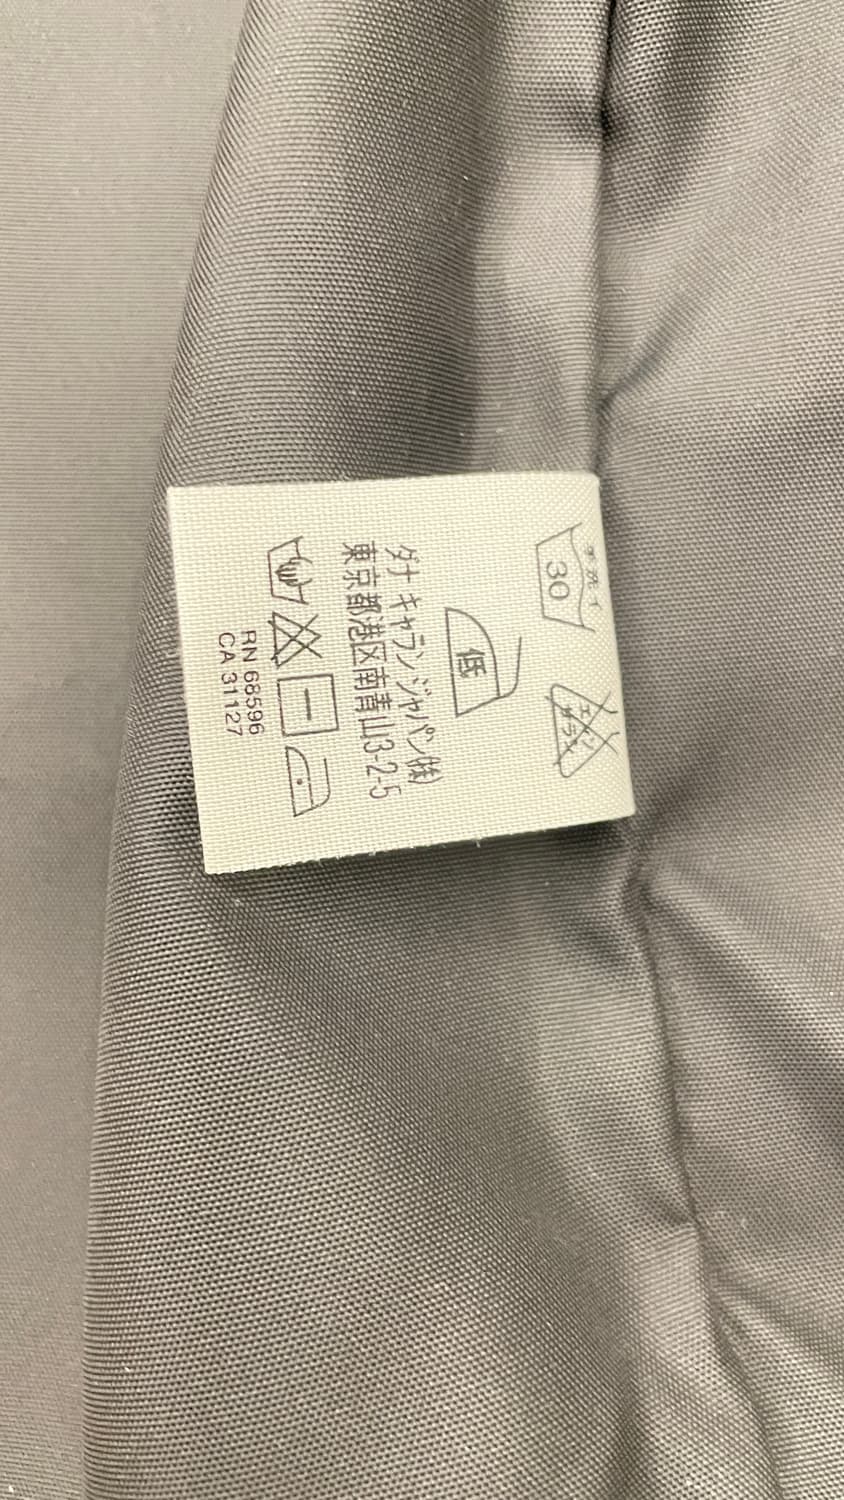 手洗イ
30
エンソ
サラシ
低
ダナ キャラン ジャパン(株)
東京都港区南青山3-2-5
RN 68596
CA 31127